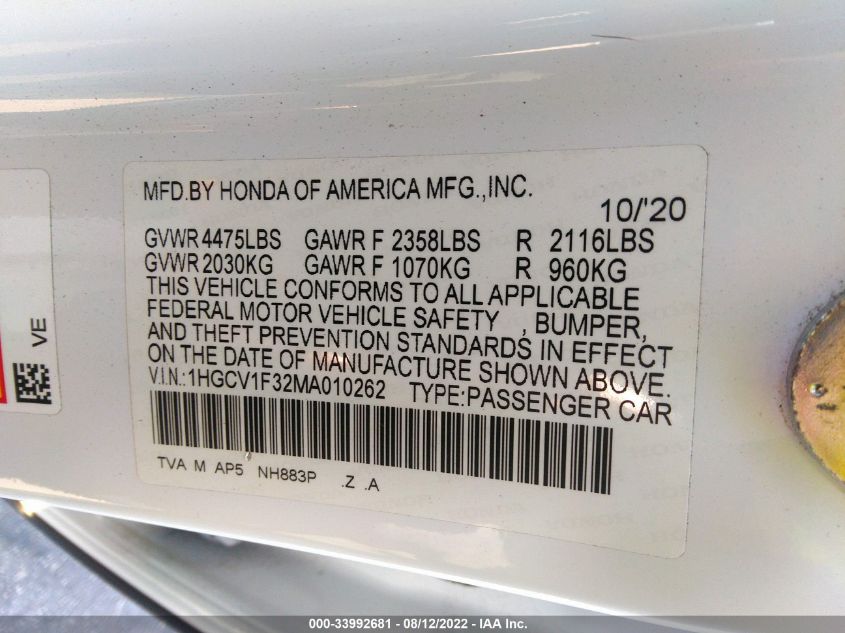 MFD.BY HONDA OF AMERICA MFG.,INC.
10/'20
GVWR 4475LBS GAWR F 2358LBS R 2116LBS
GVWR 2030KG GAWR F 1070KG R 960KG
THIS VEHICLE CONFORMS TO ALL APPLICABLE
FEDERAL MOTOR VEHICLE SAFETY , BUMPER,
AND THEFT PREVENTION STANDARDS IN EFFECT
ON THE DATE OF MANUFACTURE SHOWN ABOVE.
V.I.N.:1HGCV1F32MA010262 TYPE:PASSENGER CAR
TVA M AP5 NH883P .Z .A
VE
000-33992681 - 08/12/2022 - IAA Inc.